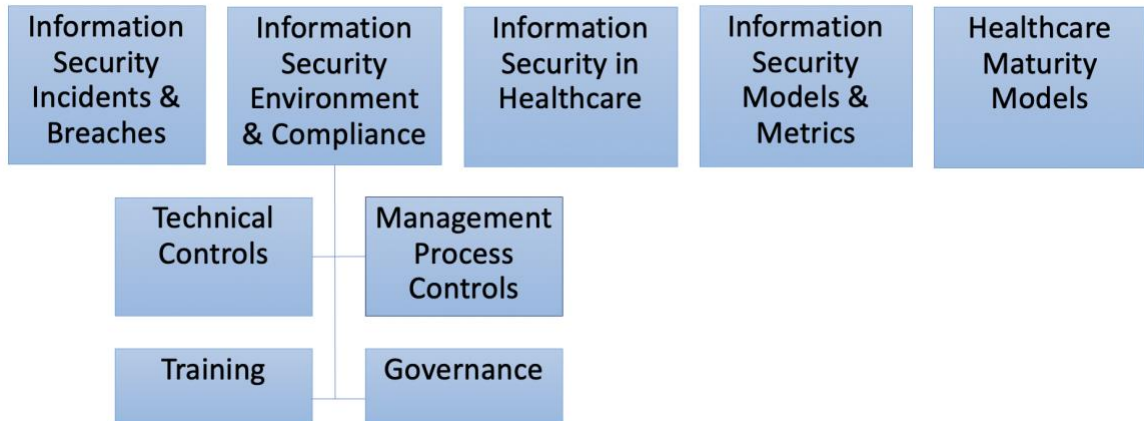 Information
Security
Incidents &
Breaches
Information
Security
Environment
& Compliance
Information
Security in
Healthcare
Information
Security
Models &
Metrics
Healthcare
Maturity
Models
Technical
Controls
Management
Process
Controls
Training
Governance